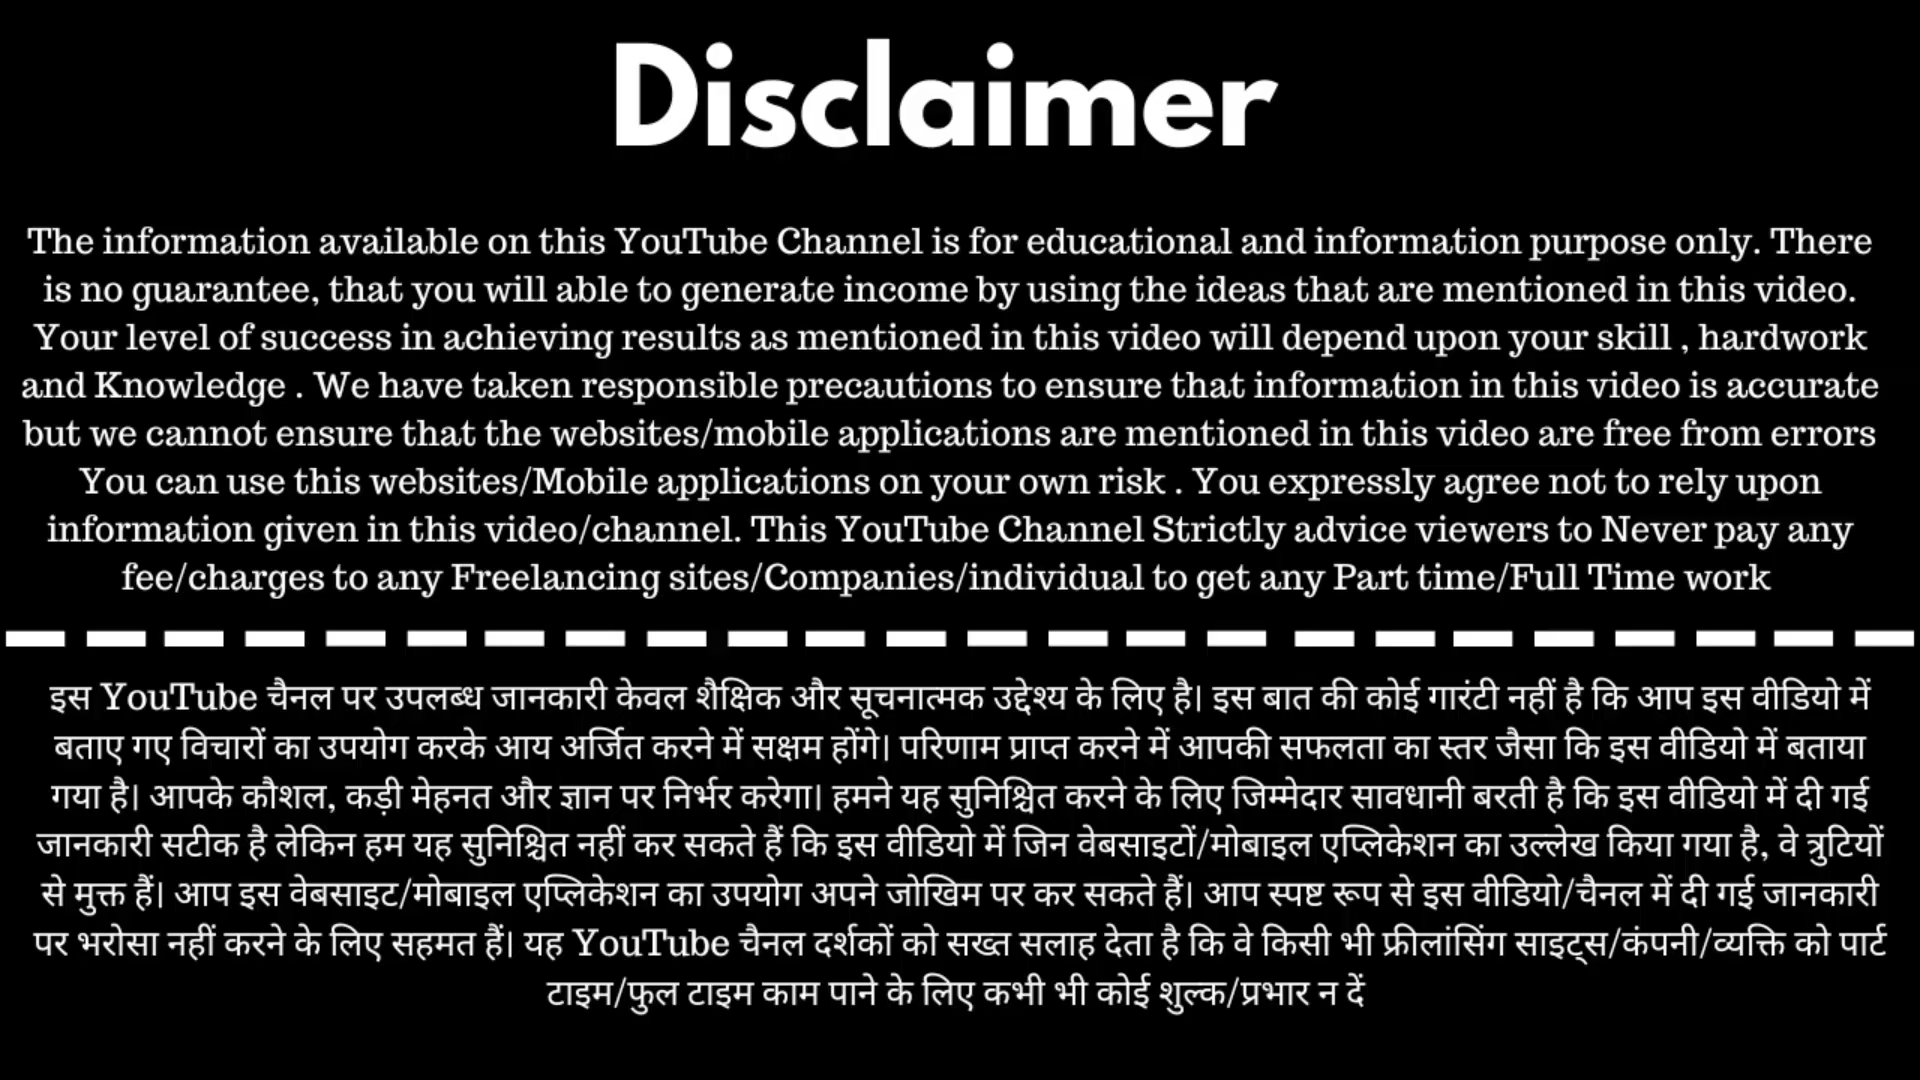 Disclaimer
The information available on this YouTube Channel is for educational and information purpose only. There
is no guarantee, that you will able to generate income by using the ideas that are mentioned in this video.
Your level of success in achieving results as mentioned in this video will depend upon your skill , hardwork
and Knowledge . We have taken responsible precautions to ensure that information in this video is accurate
but we cannot ensure that the websites/mobile applications are mentioned in this video are free from errors
You can use this websites/Mobile applications on your own risk . You expressly agree not to rely upon
information given in this video/channel. This YouTube Channel Strictly advice viewers to Never pay any
fee/charges to any Freelancing sites/Companies/individual to get any Part time/Full Time work
इस YouTube चैनल पर उपलब्ध जानकारी केवल शैक्षिक और सूचनात्मक उद्देश्य के लिए है। इस बात की कोई गारंटी नहीं है कि आप इस वीडियो में
बताए गए विचारों का उपयोग करके आय अर्जित करने में सक्षम होंगे। परिणाम प्राप्त करने में आपकी सफलता का स्तर जैसा कि इस वीडियो में बताया
गया है। आपके कौशल, कड़ी मेहनत और ज्ञान पर निर्भर करेगा। हमने यह सुनिश्चित करने के लिए जिम्मेदार सावधानी बरती है कि इस वीडियो में दी गई
जानकारी सटीक है लेकिन हम यह सुनिश्चित नहीं कर सकते हैं कि इस वीडियो में जिन वेबसाइटों/मोबाइल एप्लिकेशन का उल्लेख किया गया है, वे त्रुटियों
से मुक्त हैं। आप इस वेबसाइट/मोबाइल एप्लिकेशन का उपयोग अपने जोखिम पर कर सकते हैं। आप स्पष्ट रूप से इस वीडियो/चैनल में दी गई जानकारी
पर भरोसा नहीं करने के लिए सहमत हैं। यह YouTube चैनल दर्शकों को सख्त सलाह देता है कि वे किसी भी फ्रीलांसिंग साइट्स/कंपनी/व्यक्ति को पार्ट
टाइम/फुल टाइम काम पाने के लिए कभी भी कोई शुल्क/प्रभार न दें